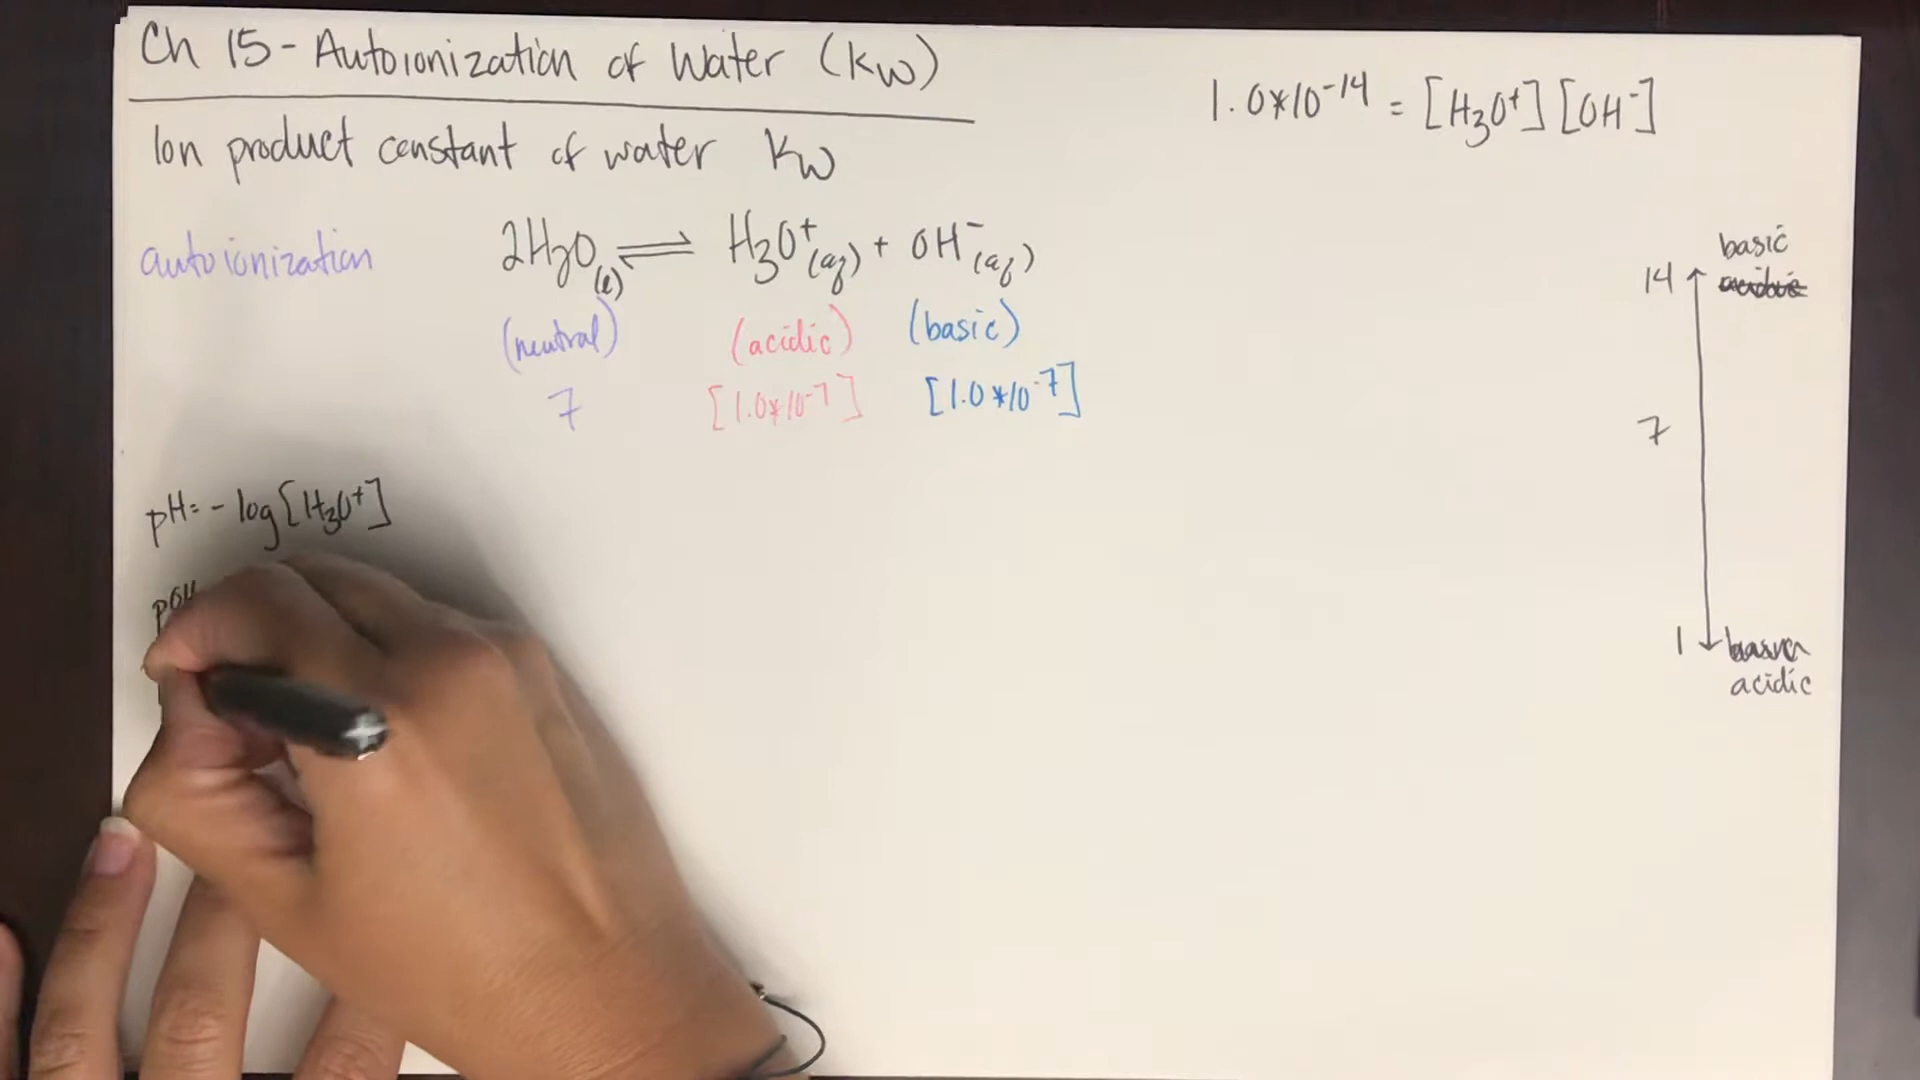 Ch 15 - Autoionization of Water (Kw)
1.0*10⁻¹⁴ = [H₃O⁺][OH⁻]
Ion product constant of water Kw
autoionization 2H₂O(l) ⇌ H₃O⁺(aq) + OH⁻(aq)
(neutral) (acidic) (basic)
7 [1.0*10⁻⁷] [1.0*10⁻⁷]
basic
14
7
1
acidic
pH = - log [H₃O⁺]
pOH